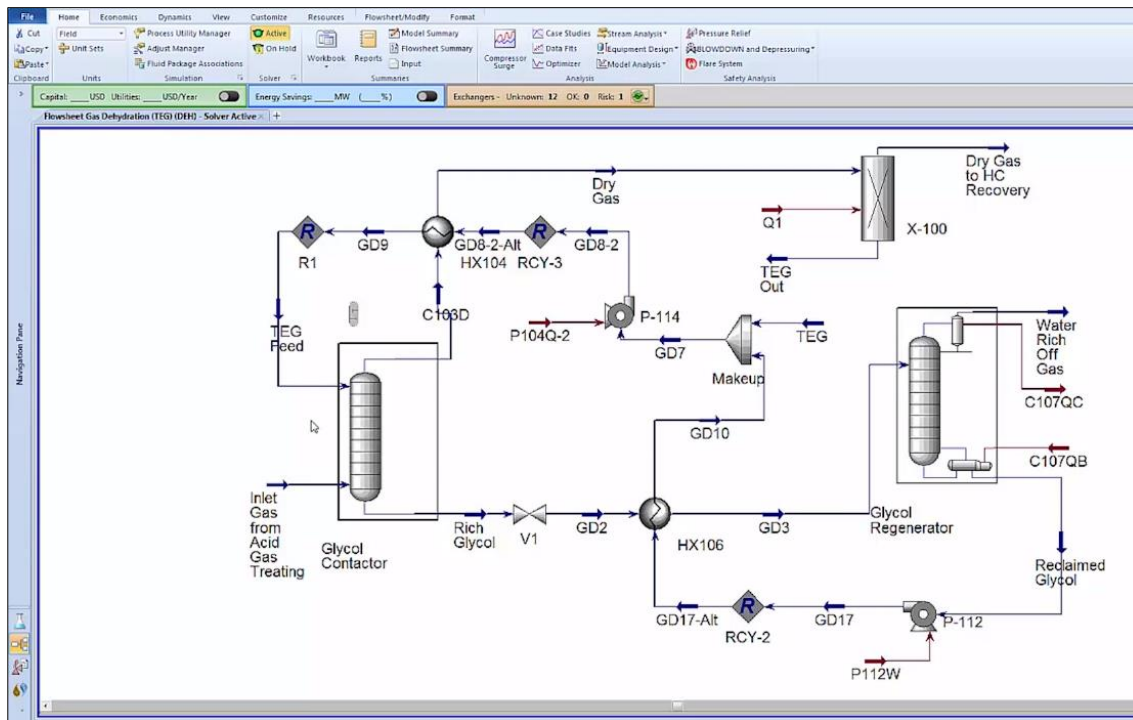 File Home Economics Dynamics View Customize Resources Flowsheet/Modify Format
Cut
Copy
Paste
Clipboard
Field
Unit Sets
Units
Process Utility Manager
Adjust Manager
Fluid Package Associations
Simulation
Active
On Hold
Solver
Workbook
Reports
Model Summary
Flowsheet Summary
Input
Summaries
Compressor
Surge
Case Studies
Data Fits
Optimizer
Stream Analysis
Equipment Design
Model Analysis
Analysis
Pressure Relief
BLOWDOWN and Depressuring
Flare System
Safety Analysis
Capital: ____ USD Utilities: ____ USD/Year
Energy Savings: ____ MW ( ____ %)
Exchangers - Unknown: 12 OK: 0 Risk: 1
Flowsheet Gas Dehydration (TEG) (DEH) - Solver Active × +
Navigation Pane
Dry Gas
to HC
Recovery
Dry
Gas
Q1
X-100
TEG
Out
R
R1
GD9
GD8-2-Alt
HX104
R
RCY-3
GD8-2
C103D
TEG
Feed
P104Q-2
P-114
GD7
Makeup
TEG
Water
Rich
Off
Gas
C107QC
C107QB
GD10
Inlet
Gas
from
Acid
Gas
Treating
Glycol
Contactor
Rich
Glycol
V1
GD2
HX106
GD3
Glycol
Regenerator
Reclaimed
Glycol
GD17-Alt
R
RCY-2
GD17
P-112
P112W